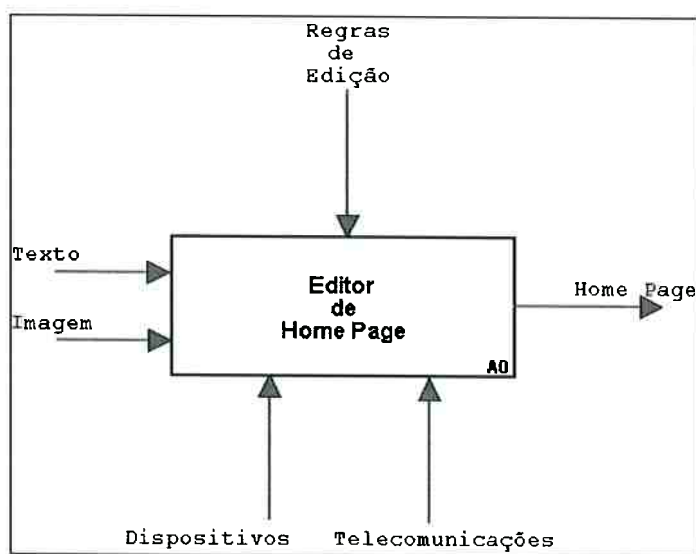 Regras
de
Edição
Texto
Imagem
Editor
de
Home Page
A0
Home Page
Dispositivos
Telecomunicações